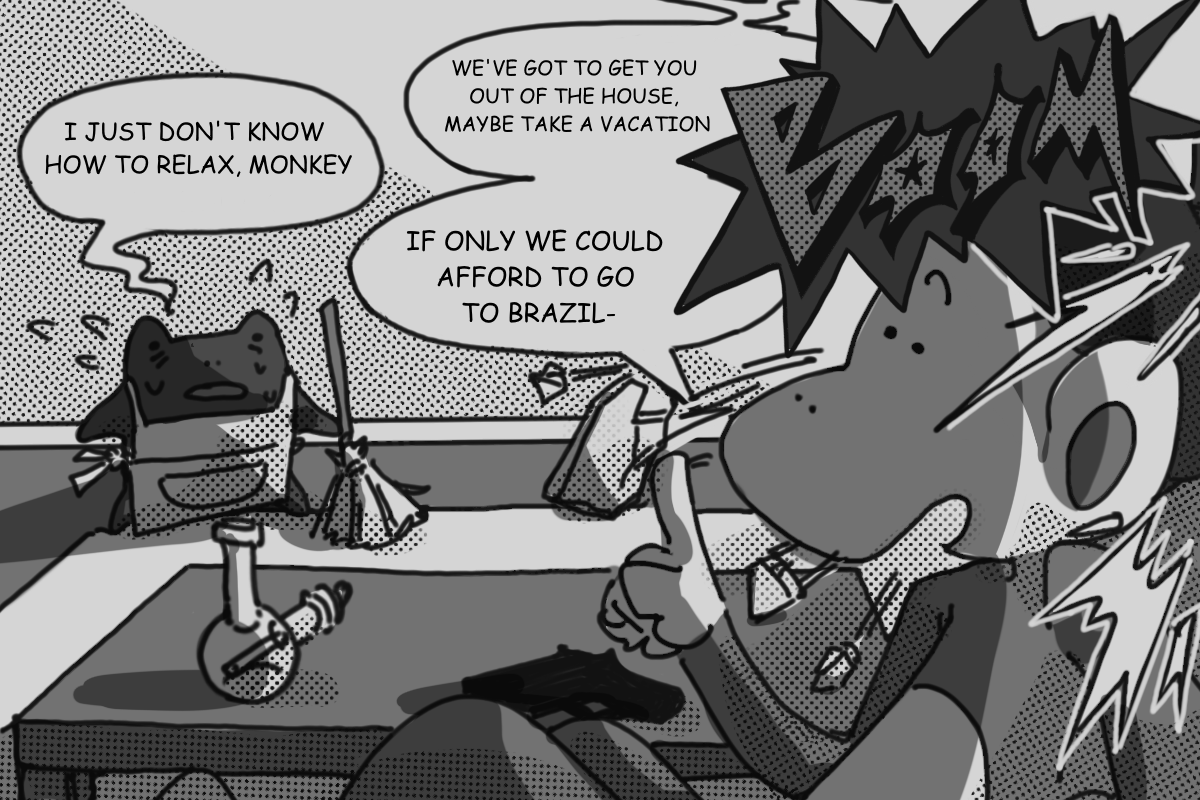 I JUST DON'T KNOW
HOW TO RELAX, MONKEY
WE'VE GOT TO GET YOU
OUT OF THE HOUSE,
MAYBE TAKE A VACATION
IF ONLY WE COULD
AFFORD TO GO
TO BRAZIL-
BOOM